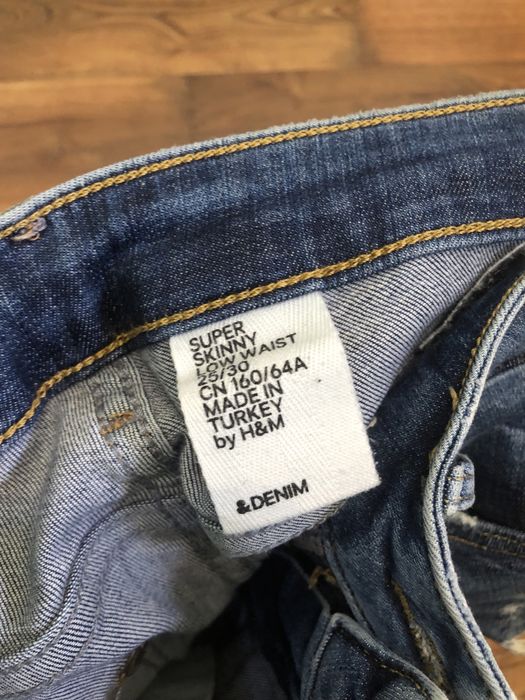 SUPER
SKINNY
LOW WAIST
25/30
CN 160/64A
MADE IN
TURKEY
by H&M
&DENIM